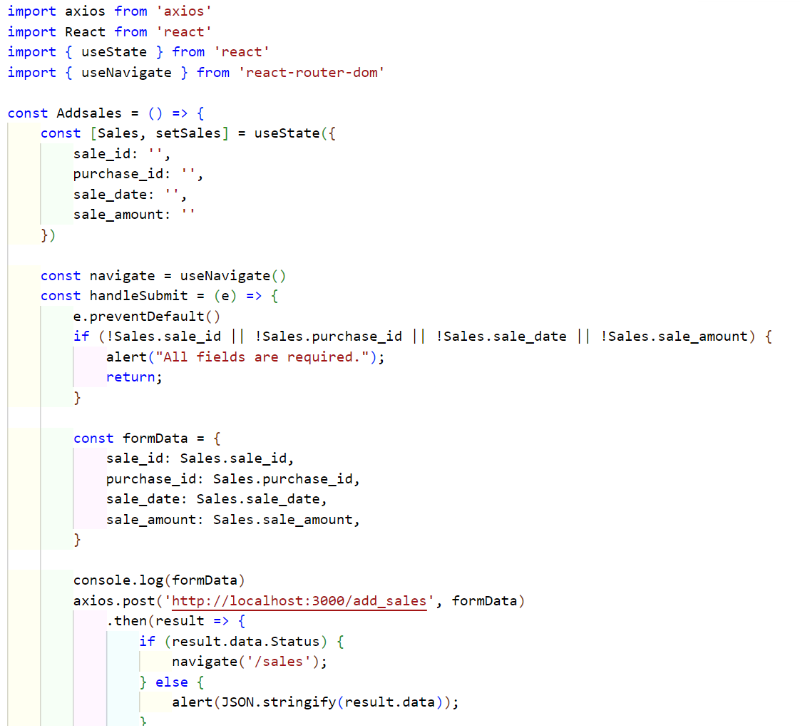 import axios from 'axios'
import React from 'react'
import { useState } from 'react'
import { useNavigate } from 'react-router-dom'
const Addsales = () => {
const [Sales, setSales] = useState({
sale_id: '',
purchase_id: '',
sale_date: '',
sale_amount: ''
})
const navigate = useNavigate()
const handleSubmit = (e) => {
e.preventDefault()
if (!Sales.sale_id || !Sales.purchase_id || !Sales.sale_date || !Sales.sale_amount) {
alert("All fields are required.");
return;
}
const formData = {
sale_id: Sales.sale_id,
purchase_id: Sales.purchase_id,
sale_date: Sales.sale_date,
sale_amount: Sales.sale_amount,
}
console.log(formData)
axios.post('http://localhost:3000/add_sales', formData)
.then(result => {
if (result.data.Status) {
navigate('/sales');
} else {
alert(JSON.stringify(result.data));
}